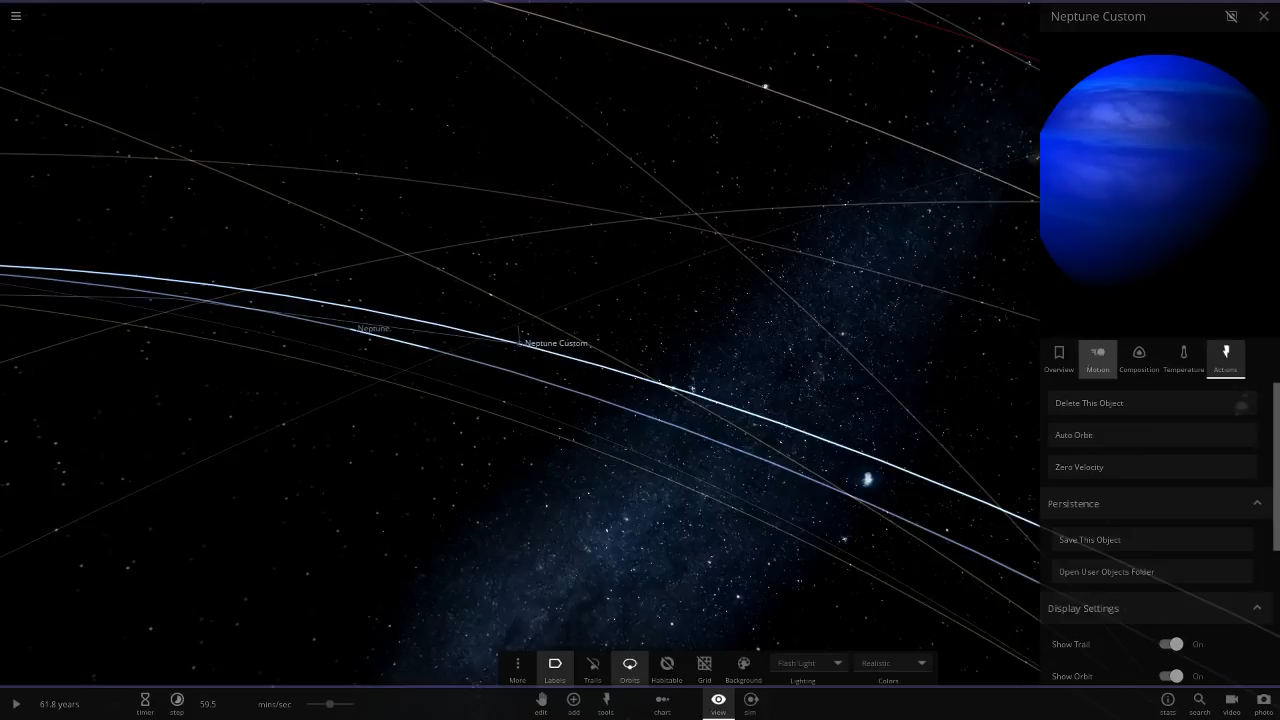 Neptune Custom
Neptune
Neptune Custom
Overview
Motion
Composition
Temperature
Actions
Delete This Object
Auto Orbit
Zero Velocity
Persistence
Save This Object
Open User Objects Folder
Display Settings
Show Trail
On
Show Orbit
On
More
Labels
Trails
Orbits
Habitable
Grid
Background
Flash Light
Lighting
Realistic
Colors
61.8 years
timer
step
59.5
mins/sec
edit
add
tools
chart
view
sim
stats
search
video
photo